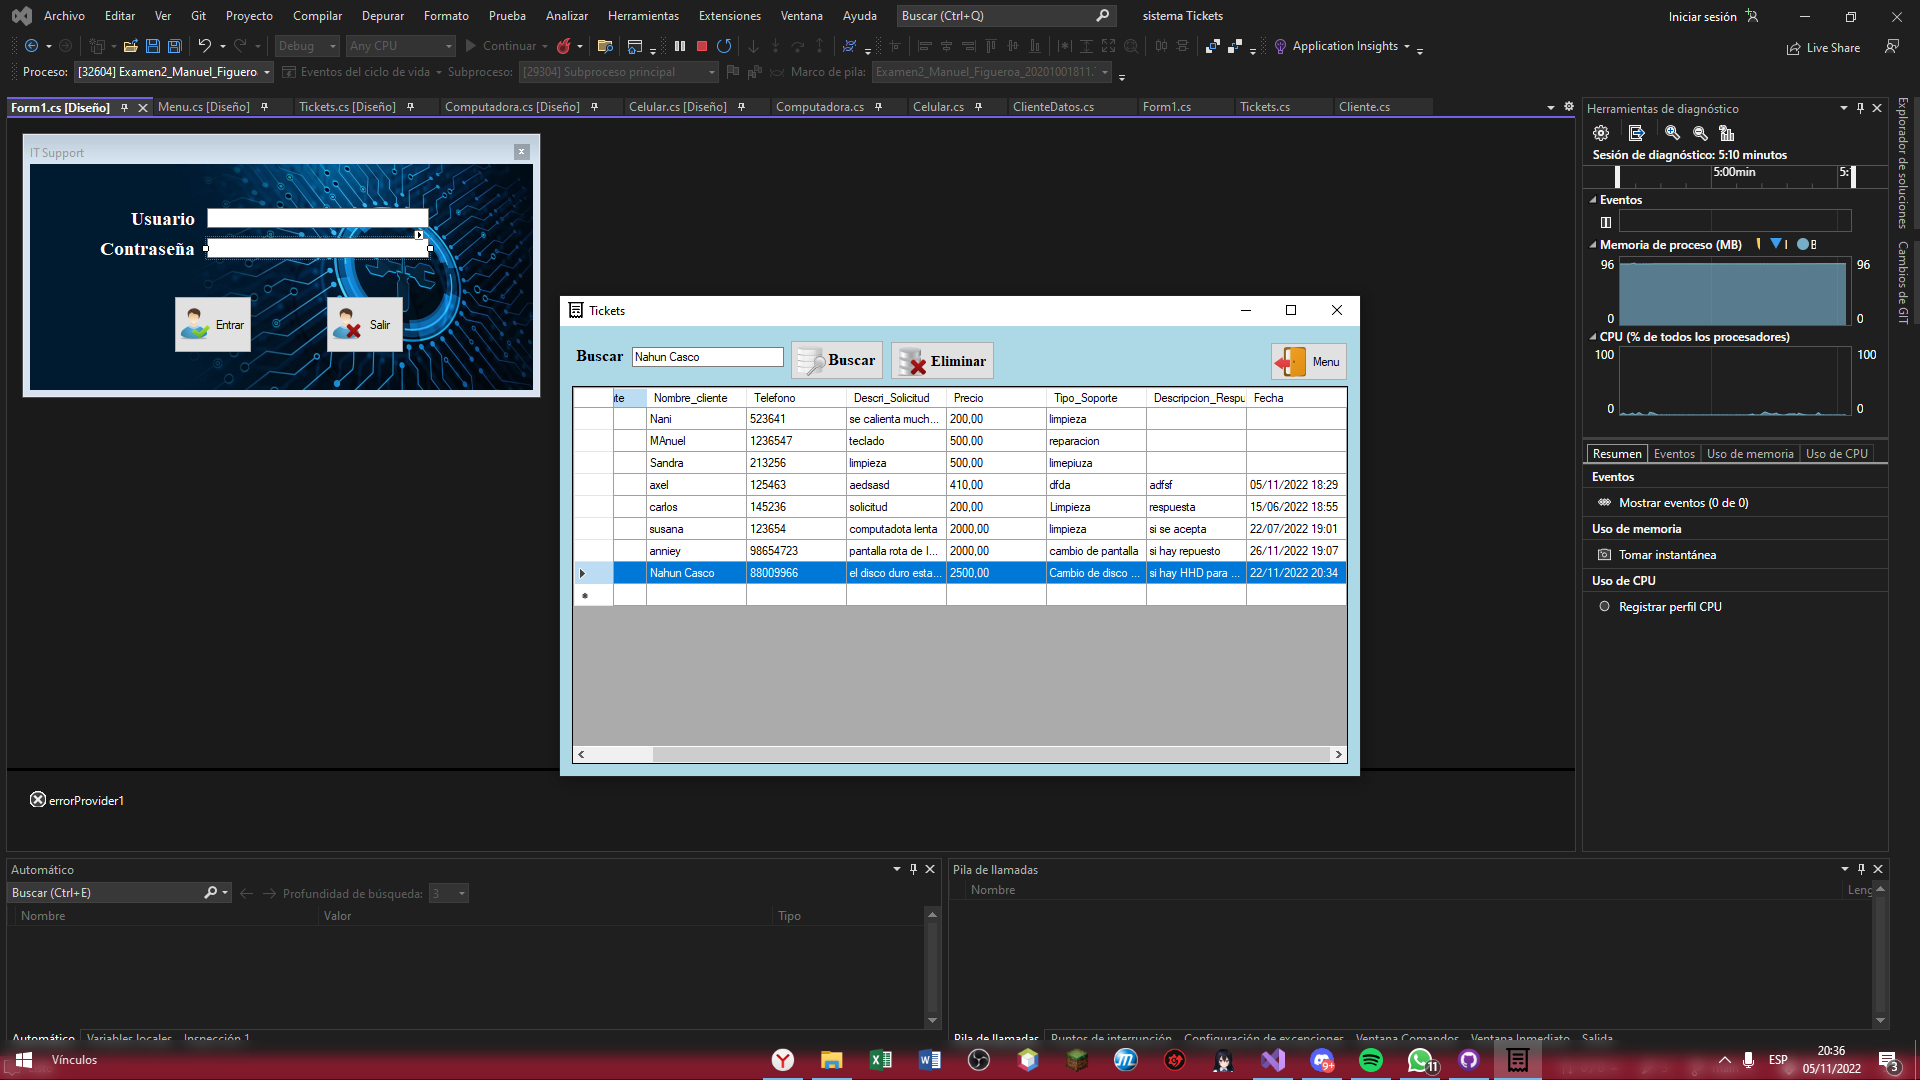 Archivo Editar Ver Git Proyecto Compilar Depurar Formato Prueba Analizar Herramientas Extensiones Ventana Ayuda Buscar (Ctrl+Q) sistema Tickets Iniciar sesión
Debug Any CPU Continuar Application Insights Live Share
Proceso: [32604] Examen2_Manuel_Figueroa Eventos del ciclo de vida Subproceso: [29304] Subproceso principal Marco de pila: Examen2_Manuel_Figueroa_20201001811.
Form1.cs [Diseño] Menu.cs [Diseño] Tickets.cs [Diseño] Computadora.cs [Diseño] Celular.cs [Diseño] Computadora.cs Celular.cs ClienteDatos.cs Form1.cs Tickets.cs Cliente.cs
IT Support
Usuario
Contraseña
Entrar Salir
Tickets
Buscar Nahun Casco Buscar Eliminar Menu
ite Nombre_cliente Telefono Descri_Solicitud Precio Tipo_Soporte Descripcion_Respu Fecha
Nani 523641 se calienta much... 200,00 limpieza
MAnuel 1236547 teclado 500,00 reparacion
Sandra 213256 limpieza 500,00 limepiuza
axel 125463 aedsasd 410,00 dfda adfsf 05/11/2022 18:29
carlos 145236 solicitud 200,00 Limpieza respuesta 15/06/2022 18:55
susana 123654 computadota lenta 2000,00 limpieza si se acepta 22/07/2022 19:01
anniey 98654723 pantalla rota de I... 2000,00 cambio de pantalla si hay repuesto 26/11/2022 19:07
Nahun Casco 88009966 el disco duro esta... 2500,00 Cambio de disco ... si hay HHD para ... 22/11/2022 20:34
errorProvider1
Herramientas de diagnóstico
Sesión de diagnóstico: 5:10 minutos
5:00min 5:1
Eventos
Memoria de proceso (MB) I B
96 96
0 0
CPU (% de todos los procesadores)
100 100
0 0
Resumen Eventos Uso de memoria Uso de CPU
Eventos
Mostrar eventos (0 de 0)
Uso de memoria
Tomar instantánea
Uso de CPU
Registrar perfil CPU
Explorador de soluciones
Cambios de GIT
Automático
Buscar (Ctrl+E) Profundidad de búsqueda: 3
Nombre Valor Tipo
Automático Variables locales Inspección 1
Pila de llamadas
Nombre Leng
Pila de llamadas Puntos de interrupción Configuración de excepciones Ventana Comandos Ventana Inmediato Salida
Vínculos 9+ 11 ESP 20:36
05/11/2022 3